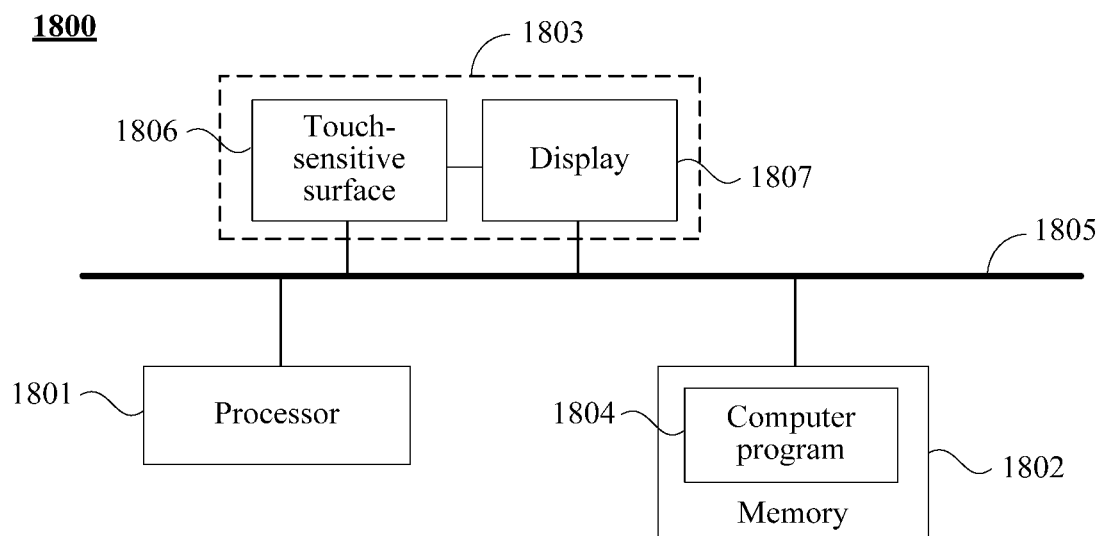 1800
1803
1806
Touch-
sensitive
surface
Display
1807
1805
1801
Processor
1804
Computer
program
1802
Memory